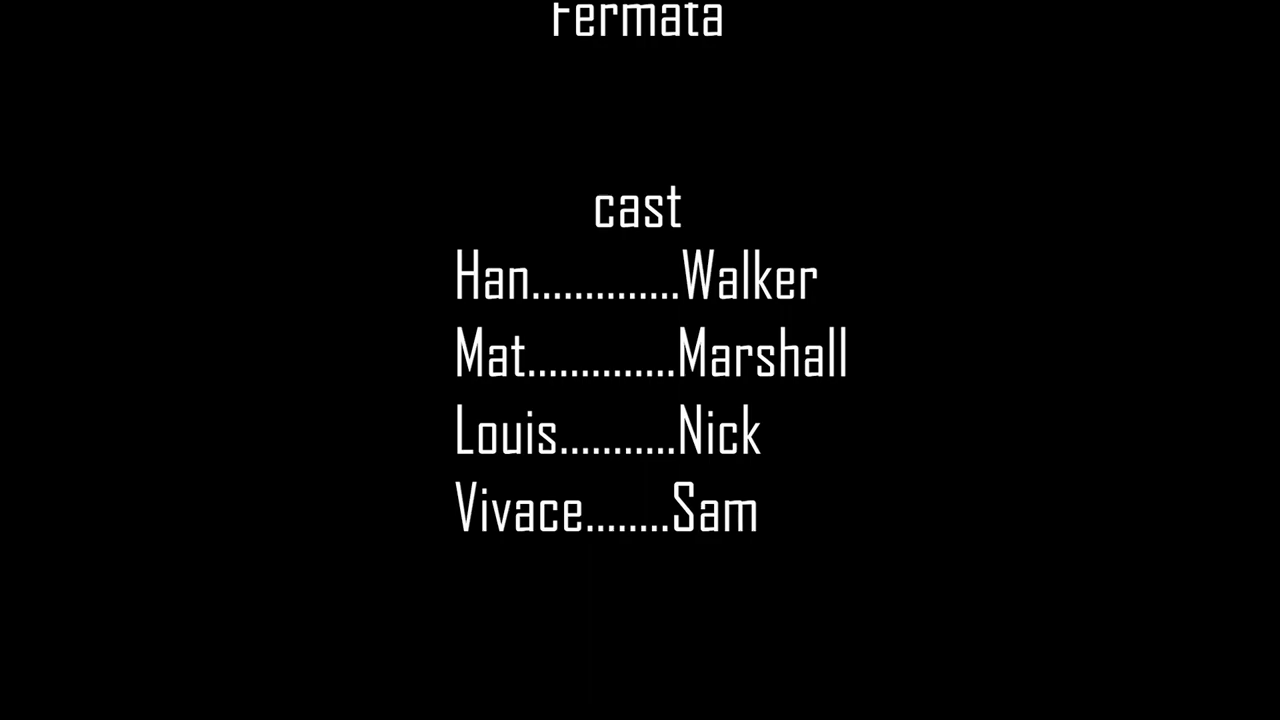 Fermata
cast
Han..............Walker
Mat..............Marshall
Louis...........Nick
Vivace........Sam